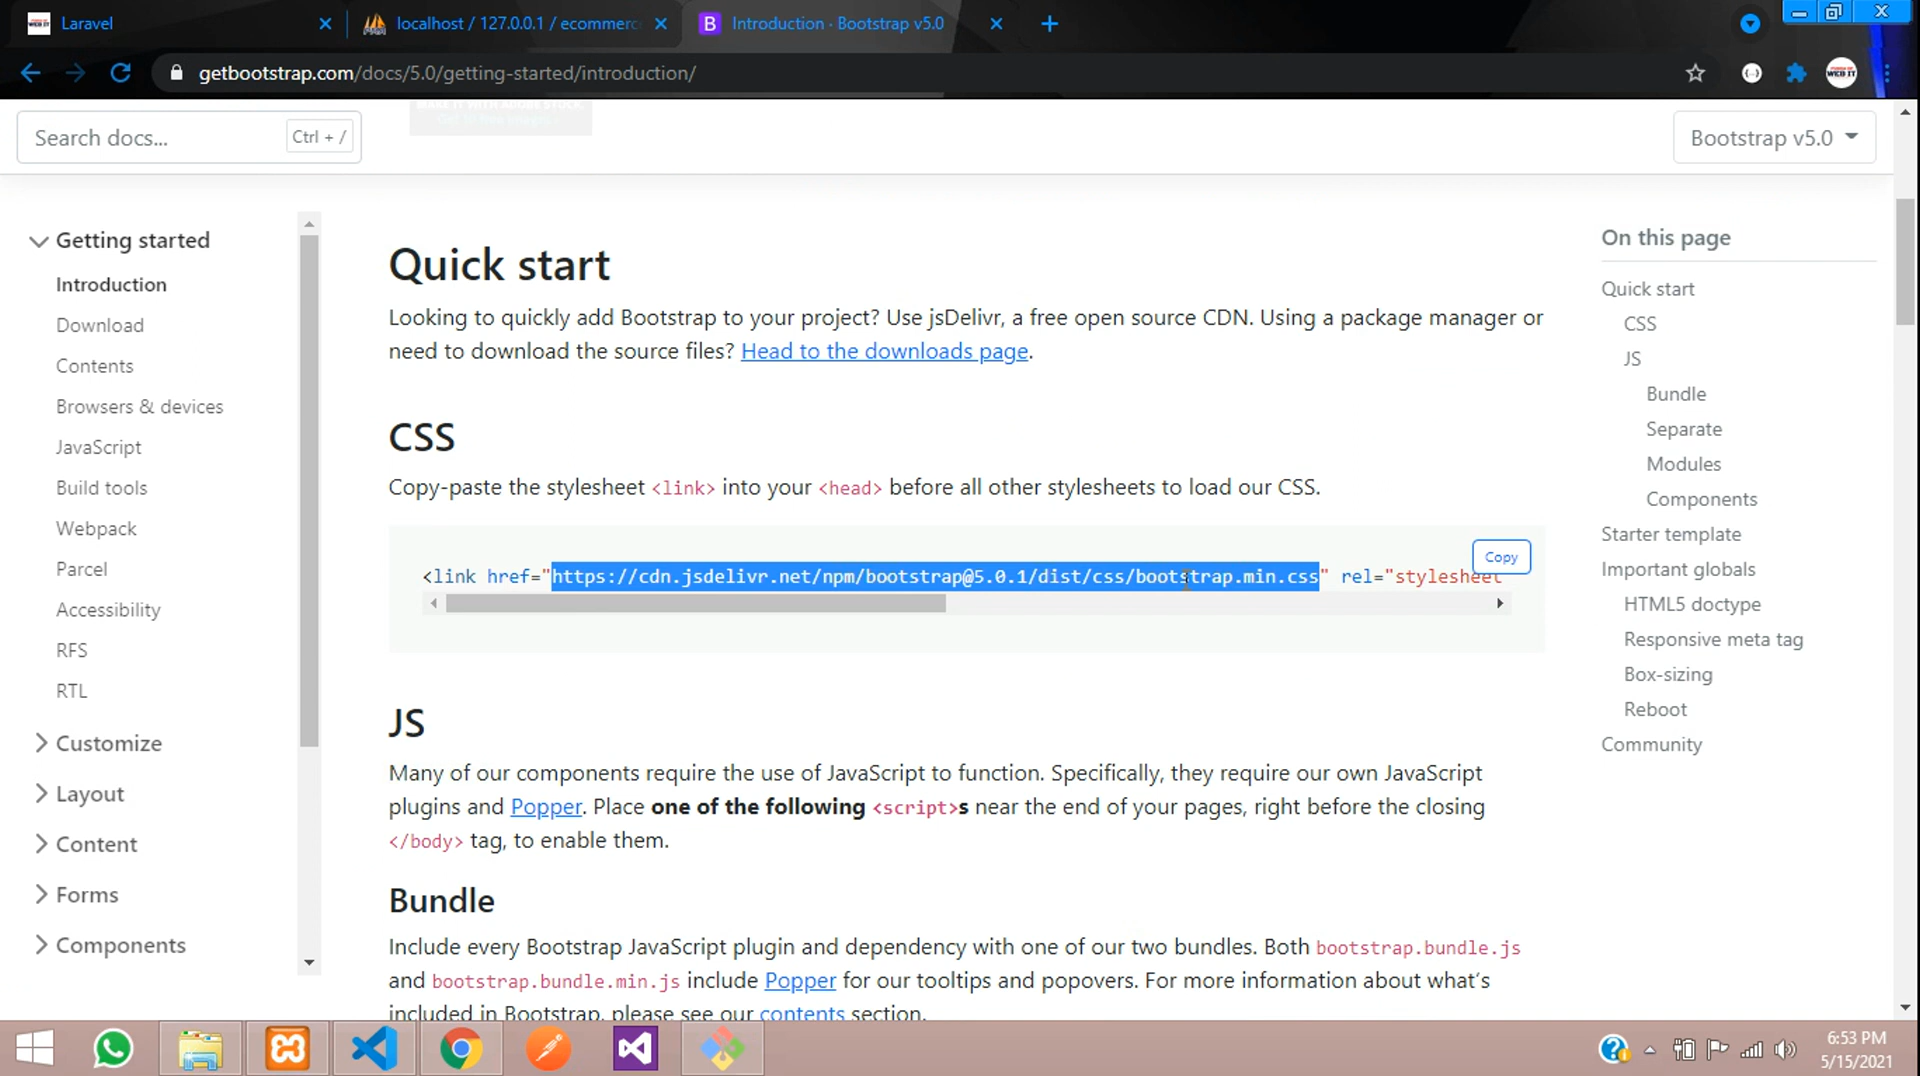 Laravel
localhost / 127.0.0.1 / ecommerc
Introduction · Bootstrap v5.0
getbootstrap.com/docs/5.0/getting-started/introduction/
WEB IT
Search docs...
Ctrl + /
Bootstrap v5.0
Getting started
Introduction
Download
Contents
Browsers & devices
JavaScript
Build tools
Webpack
Parcel
Accessibility
RFS
RTL
Customize
Layout
Content
Forms
Components
Quick start
Looking to quickly add Bootstrap to your project? Use jsDelivr, a free open source CDN. Using a package manager or
need to download the source files? Head to the downloads page.
CSS
Copy-paste the stylesheet <link> into your <head> before all other stylesheets to load our CSS.
Copy
<link href="https://cdn.jsdelivr.net/npm/bootstrap@5.0.1/dist/css/bootstrap.min.css" rel="stylesheet"
JS
Many of our components require the use of JavaScript to function. Specifically, they require our own JavaScript
plugins and Popper. Place one of the following <script>s near the end of your pages, right before the closing
</body> tag, to enable them.
Bundle
Include every Bootstrap JavaScript plugin and dependency with one of our two bundles. Both bootstrap.bundle.js
and bootstrap.bundle.min.js include Popper for our tooltips and popovers. For more information about what's
included in Bootstrap, please see our contents section.
On this page
Quick start
CSS
JS
Bundle
Separate
Modules
Components
Starter template
Important globals
HTML5 doctype
Responsive meta tag
Box-sizing
Reboot
Community
6:53 PM
5/15/2021